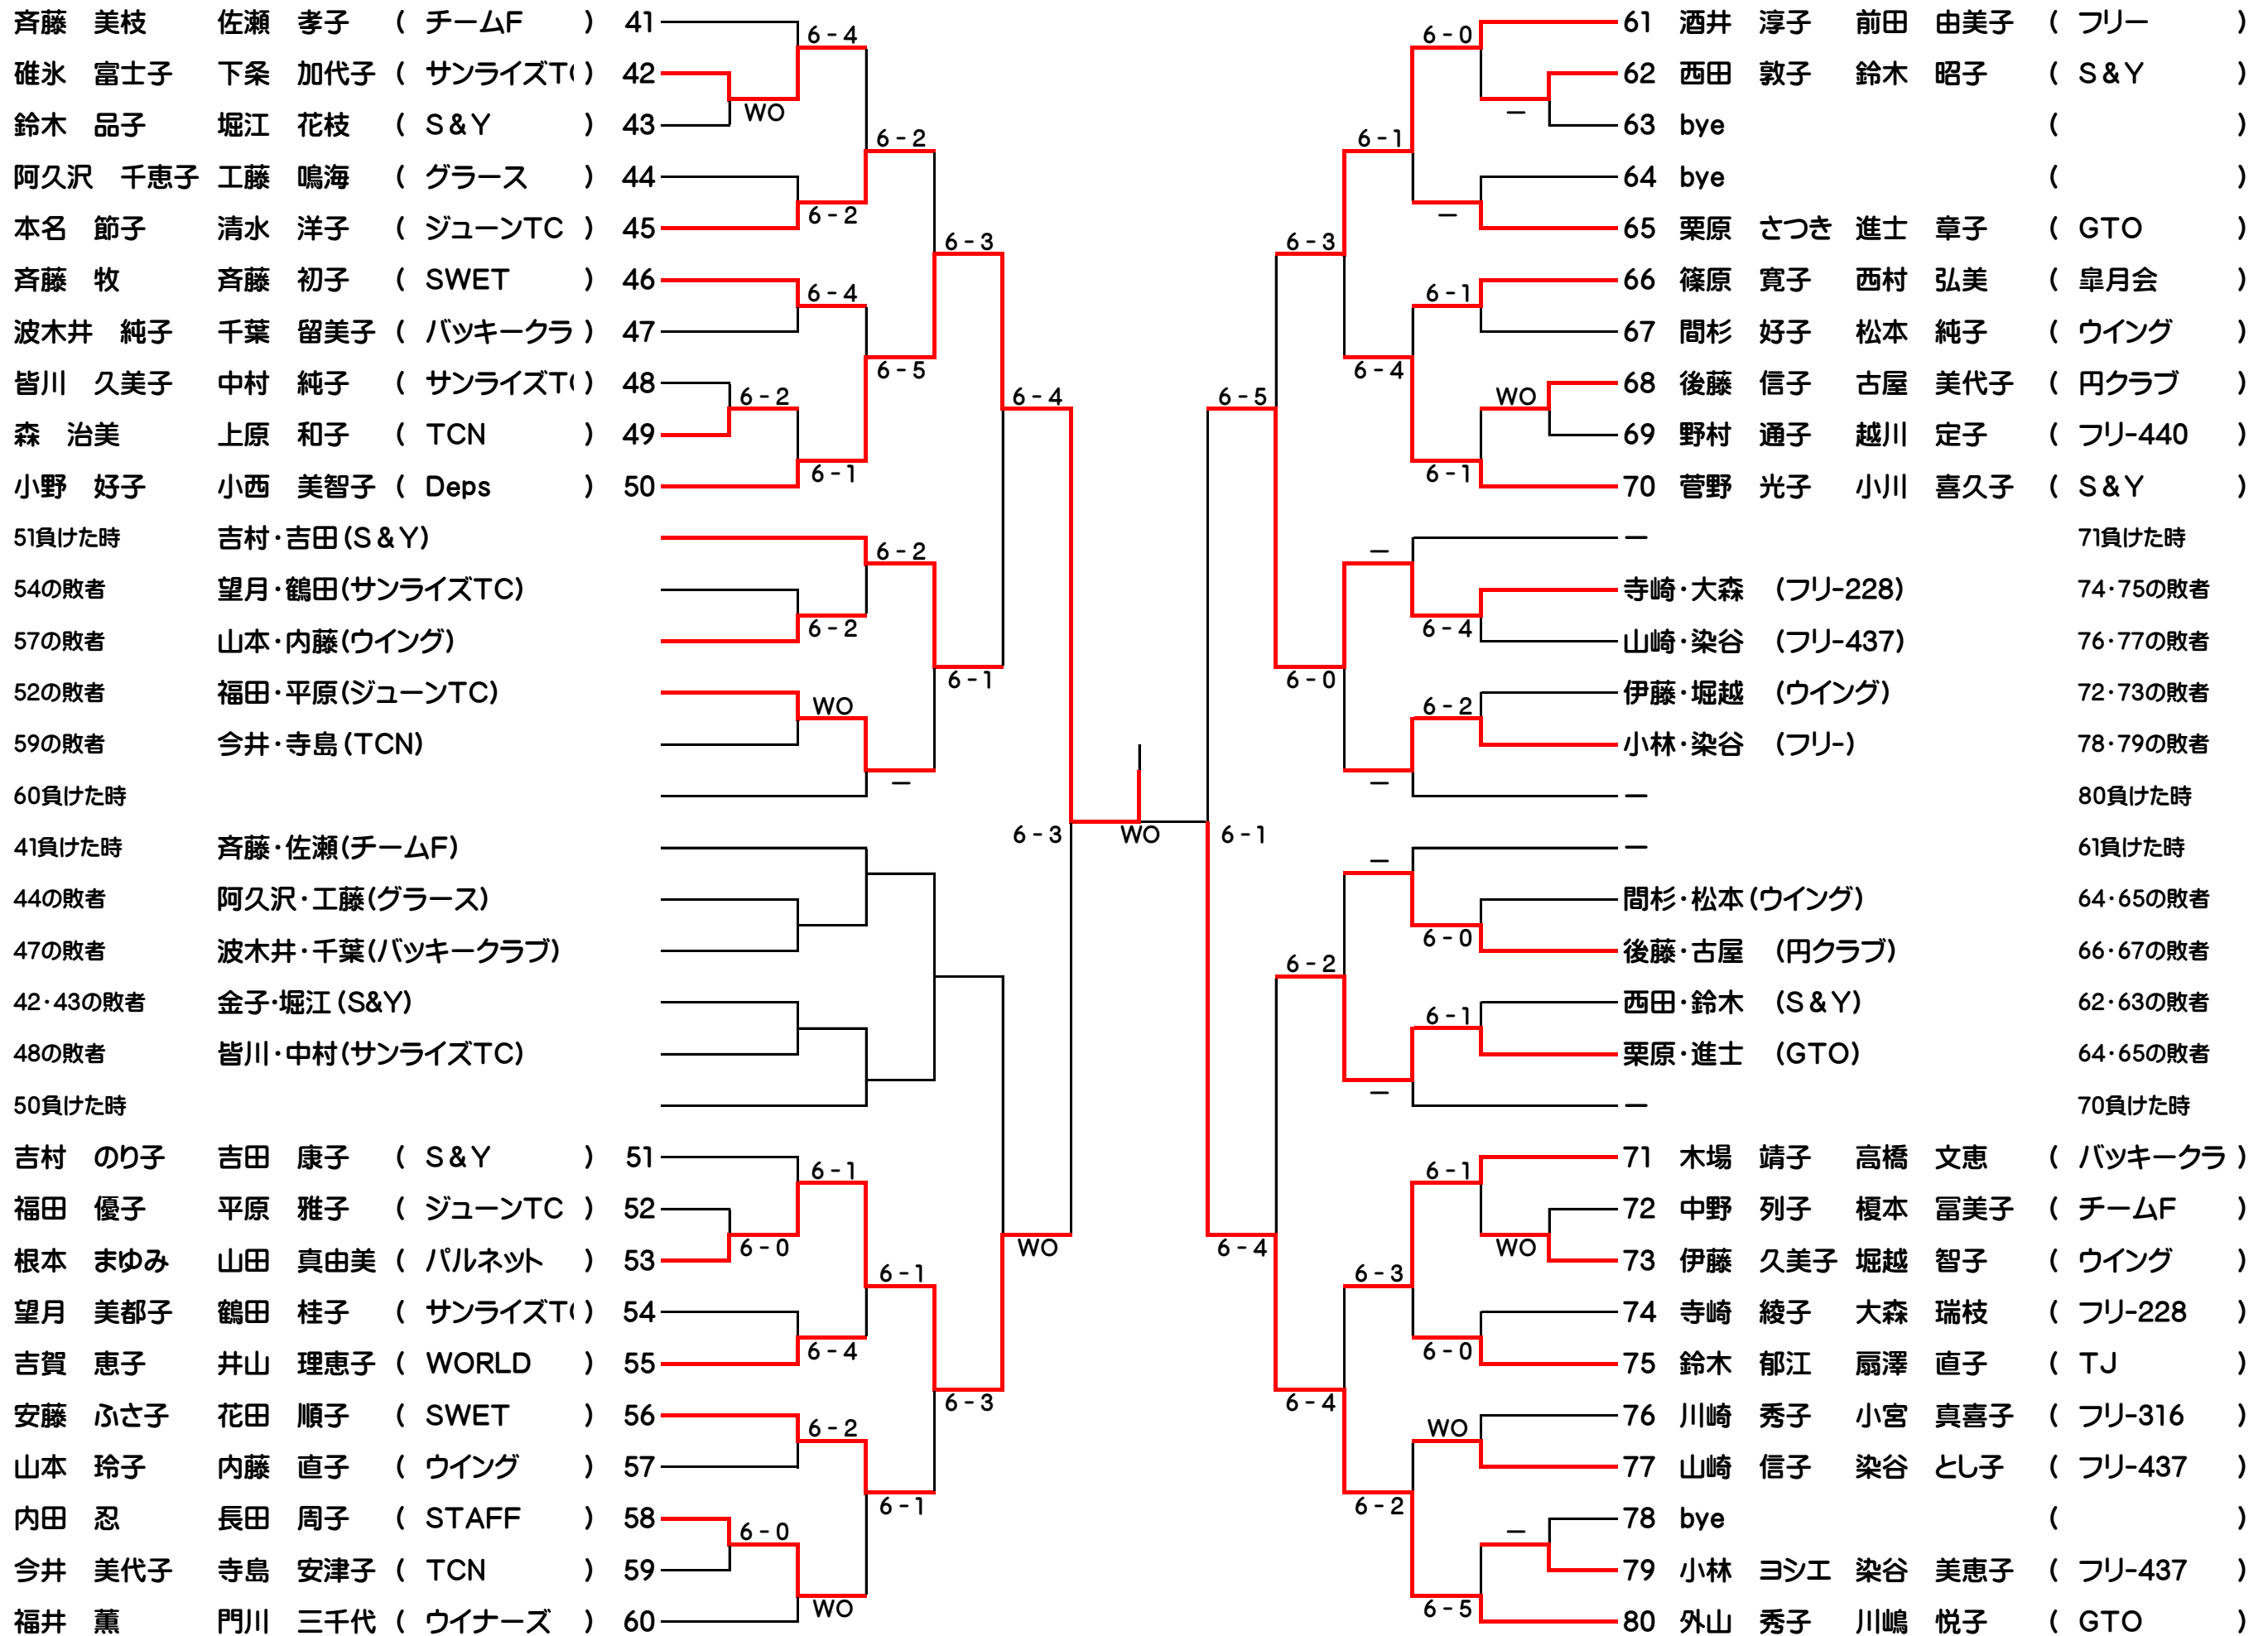 斉藤 美枝 佐瀬 孝子 ( チームF ) 41 6-4 6-0 61 酒井 淳子 前田 由美子 ( フリー )
碓氷 富士子 下条 加代子 ( サンライズT( ) 42 62 西田 敦子 鈴木 昭子 ( S&Y )
WO －
鈴木 品子 堀江 花枝 ( S&Y ) 43 6-2 6-1 63 bye ( )
阿久沢 千恵子 工藤 鳴海 ( グラース ) 44 64 bye ( )
6-2 －
本名 節子 清水 洋子 ( ジューンTC ) 45 6-3 6-3 65 栗原 さつき 進士 章子 ( GTO )
斉藤 牧 斉藤 初子 ( SWET ) 46 6-4 6-1 66 篠原 寛子 西村 弘美 ( 皐月会 )
波木井 純子 千葉 留美子 ( バッキークラ ) 47 67 間杉 好子 松本 純子 ( ウイング )
6-5 6-4
皆川 久美子 中村 純子 ( サンライズT( ) 48 6-2 6-4 6-5 WO 68 後藤 信子 古屋 美代子 ( 円クラブ )
森 治美 上原 和子 ( TCN ) 49 69 野村 通子 越川 定子 ( フリ-440 )
6-1 6-1
小野 好子 小西 美智子 ( Deps ) 50 70 菅野 光子 小川 喜久子 ( S&Y )
51負けた時 吉村・吉田(S&Y) 6-2 － － 71負けた時
54の敗者 望月・鶴田(サンライズTC) 寺崎・大森 (フリ-228) 74・75の敗者
6-2 6-4
57の敗者 山本・内藤(ウイング) 山崎・染谷 (フリ-437) 76・77の敗者
6-1 6-0
52の敗者 福田・平原(ジューンTC) WO 6-2 伊藤・堀越 (ウイング) 72・73の敗者
59の敗者 今井・寺島(TCN) 小林・染谷 (フリ-) 78・79の敗者
－ －
60負けた時 － 80負けた時
6-3 WO 6-1
41負けた時 斉藤・佐瀬(チームF) － － 61負けた時
44の敗者 阿久沢・工藤(グラース) 間杉・松本(ウイング) 64・65の敗者
6-0
47の敗者 波木井・千葉(バッキークラブ) 6-2 後藤・古屋 (円クラブ) 66・67の敗者
42・43の敗者 金子・堀江(S&Y) 6-1 西田・鈴木 (S&Y) 62・63の敗者
48の敗者 皆川・中村(サンライズTC) 栗原・進士 (GTO) 64・65の敗者
－
50負けた時 － 70負けた時
吉村 のり子 吉田 康子 ( S&Y ) 51 6-1 6-1 71 木場 靖子 高橋 文恵 ( バッキークラ )
福田 優子 平原 雅子 ( ジューンTC ) 52 72 中野 列子 榎本 冨美子 ( チームF )
6-0 WO 6-4 WO
根本 まゆみ 山田 真由美 ( パルネット ) 53 6-1 6-3 73 伊藤 久美子 堀越 智子 ( ウイング )
望月 美都子 鶴田 桂子 ( サンライズT( ) 54 74 寺崎 綾子 大森 瑞枝 ( フリ-228 )
6-4 6-0
吉賀 恵子 井山 理恵子 ( WORLD ) 55 75 鈴木 郁江 扇澤 直子 ( TJ )
6-3 6-4
安藤 ふさ子 花田 順子 ( SWET ) 56 6-2 WO 76 川崎 秀子 小宮 真喜子 ( フリ-316 )
山本 玲子 内藤 直子 ( ウイング ) 57 77 山崎 信子 染谷 とし子 ( フリ-437 )
6-1 6-2
内田 忍 長田 周子 ( STAFF ) 58 6-0 － 78 bye ( )
今井 美代子 寺島 安津子 ( TCN ) 59 79 小林 ヨシエ 染谷 美恵子 ( フリ-437 )
WO 6-5
福井 薫 門川 三千代 ( ウイナーズ ) 60 80 外山 秀子 川嶋 悦子 ( GTO )